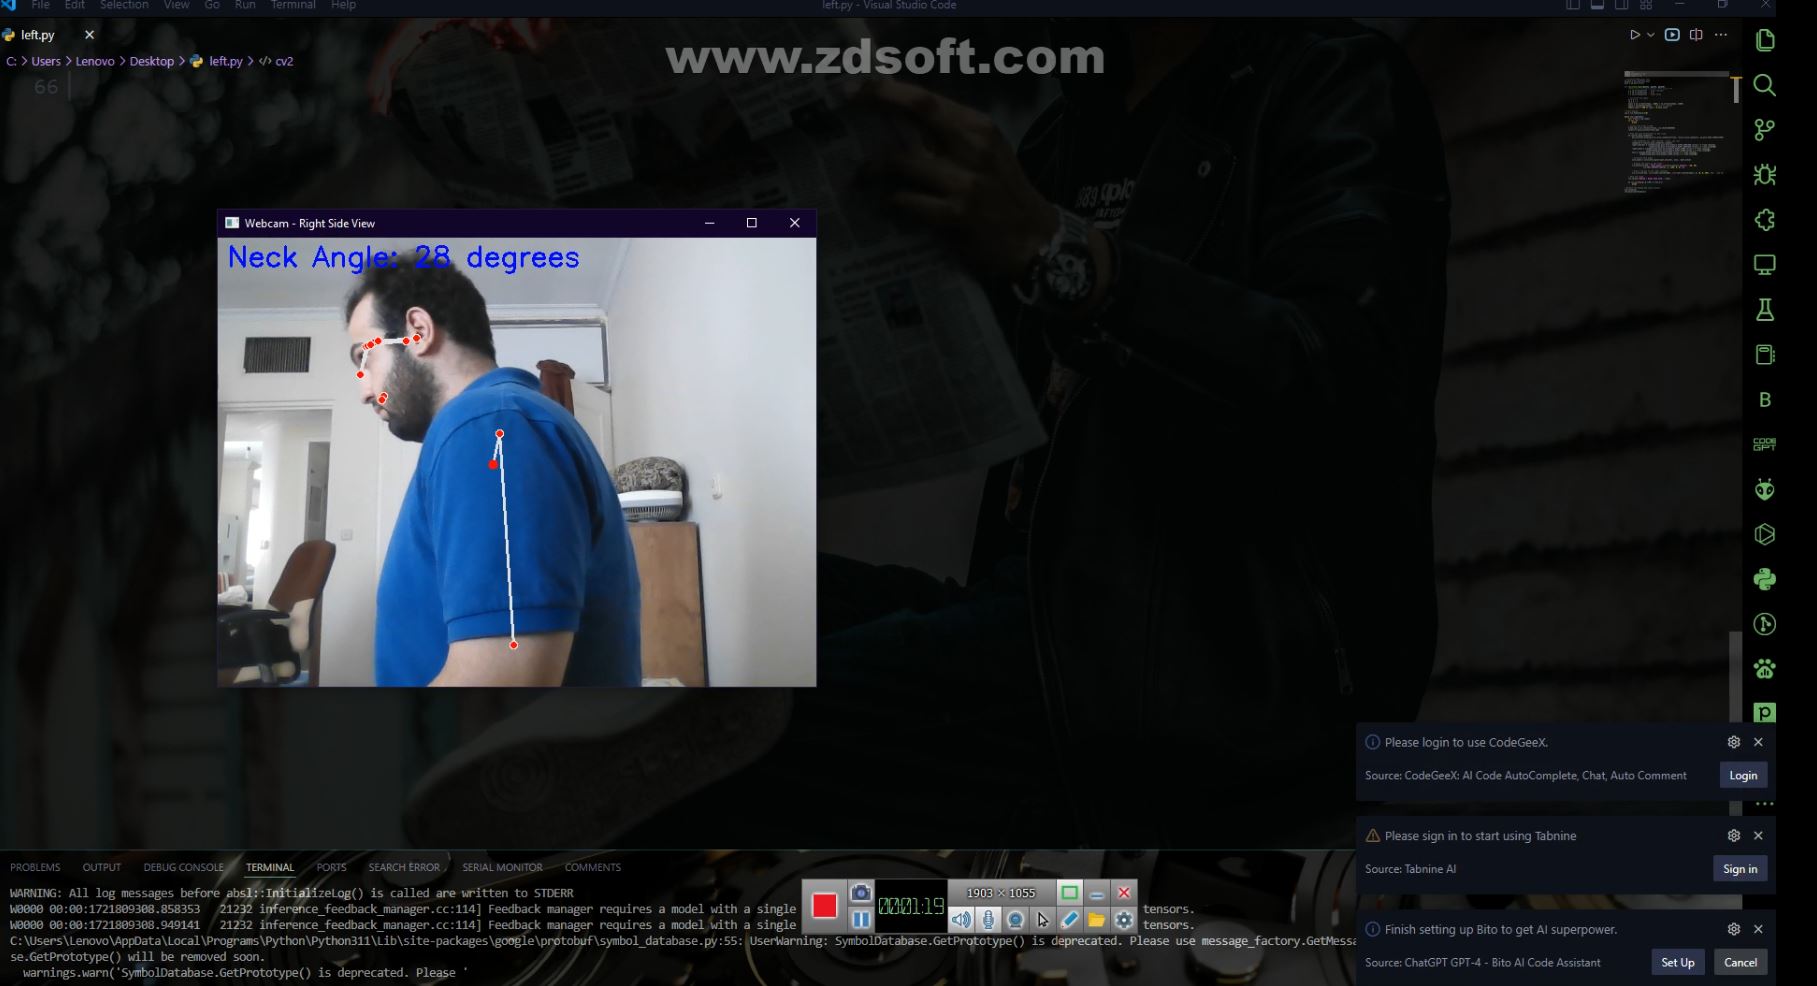 File Edit Selection View Go Run Terminal Help
left.py - Visual Studio Code
left.py
C: > Users > Lenovo > Desktop > left.py > cv2
www.zdsoft.com
66
Webcam - Right Side View
Neck Angle: 28 degrees
B
CODE
GPT
Please login to use CodeGeeX.
Source: CodeGeeX: AI Code AutoComplete, Chat, Auto Comment
Login
Please sign in to start using Tabnine
Source: Tabnine AI
Sign in
Finish setting up Bito to get AI superpower.
Source: ChatGPT GPT-4 - Bito AI Code Assistant
Set Up
Cancel
PROBLEMS OUTPUT DEBUG CONSOLE TERMINAL PORTS SEARCH ERROR SERIAL MONITOR COMMENTS
WARNING: All log messages before absl::InitializeLog() is called are written to STDERR
W0000 00:00:1721809308.858353 21232 inference_feedback_manager.cc:114] Feedback manager requires a model with a single tensors.
W0000 00:00:1721809308.949141 21232 inference_feedback_manager.cc:114] Feedback manager requires a model with a single tensors.
C:\Users\Lenovo\AppData\Local\Programs\Python\Python311\Lib\site-packages\google\protobuf\symbol_database.py:55: UserWarning: SymbolDatabase.GetPrototype() is deprecated. Please use message_factory.GetMessa
se.GetPrototype() will be removed soon.
warnings.warn('SymbolDatabase.GetPrototype() is deprecated. Please '
1903 × 1055
0001:19